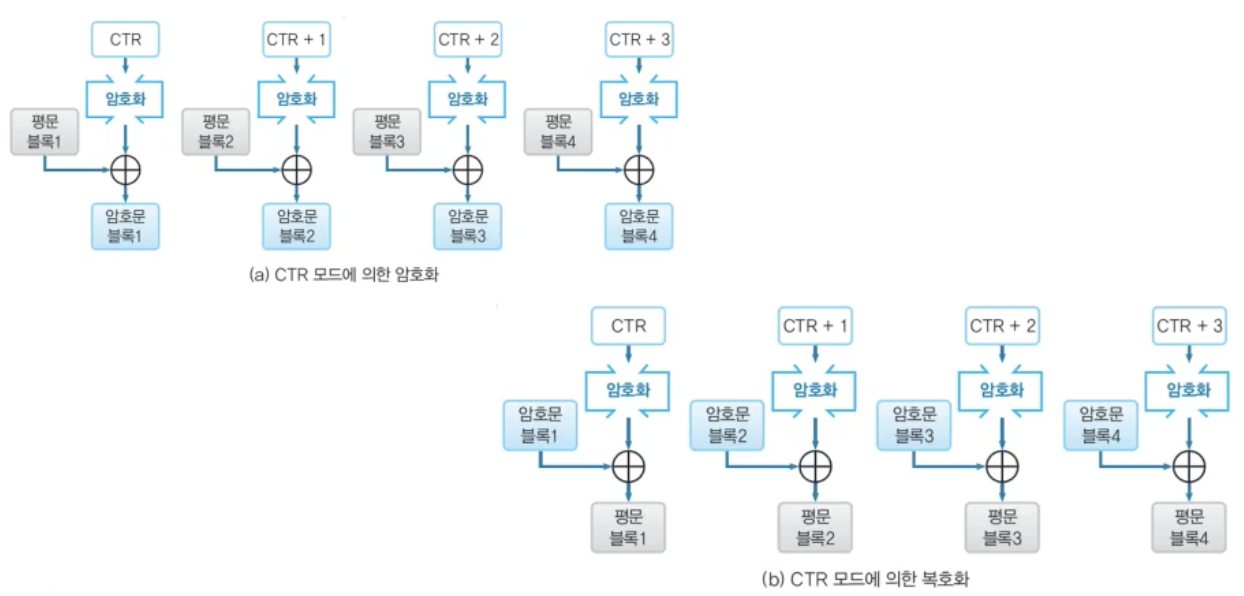 CTR
CTR + 1
CTR + 2
CTR + 3
암호화
암호화
암호화
암호화
평문
블록1
평문
블록2
평문
블록3
평문
블록4
암호문
블록1
암호문
블록2
암호문
블록3
암호문
블록4
(a) CTR 모드에 의한 암호화
CTR
CTR + 1
CTR + 2
CTR + 3
암호화
암호화
암호화
암호화
암호문
블록1
암호문
블록2
암호문
블록3
암호문
블록4
평문
블록1
평문
블록2
평문
블록3
평문
블록4
(b) CTR 모드에 의한 복호화